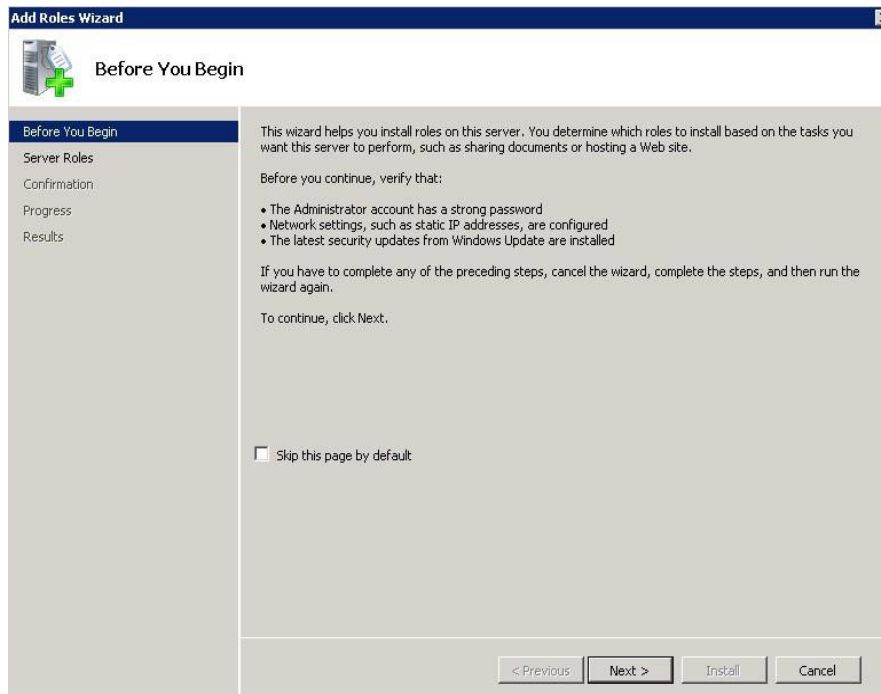 Add Roles Wizard
Before You Begin
Before You Begin
Server Roles
Confirmation
Progress
Results
This wizard helps you install roles on this server. You determine which roles to install based on the tasks you
want this server to perform, such as sharing documents or hosting a Web site.
Before you continue, verify that:
• The Administrator account has a strong password
• Network settings, such as static IP addresses, are configured
• The latest security updates from Windows Update are installed
If you have to complete any of the preceding steps, cancel the wizard, complete the steps, and then run the
wizard again.
To continue, click Next.
Skip this page by default
< Previous
Next >
Install
Cancel